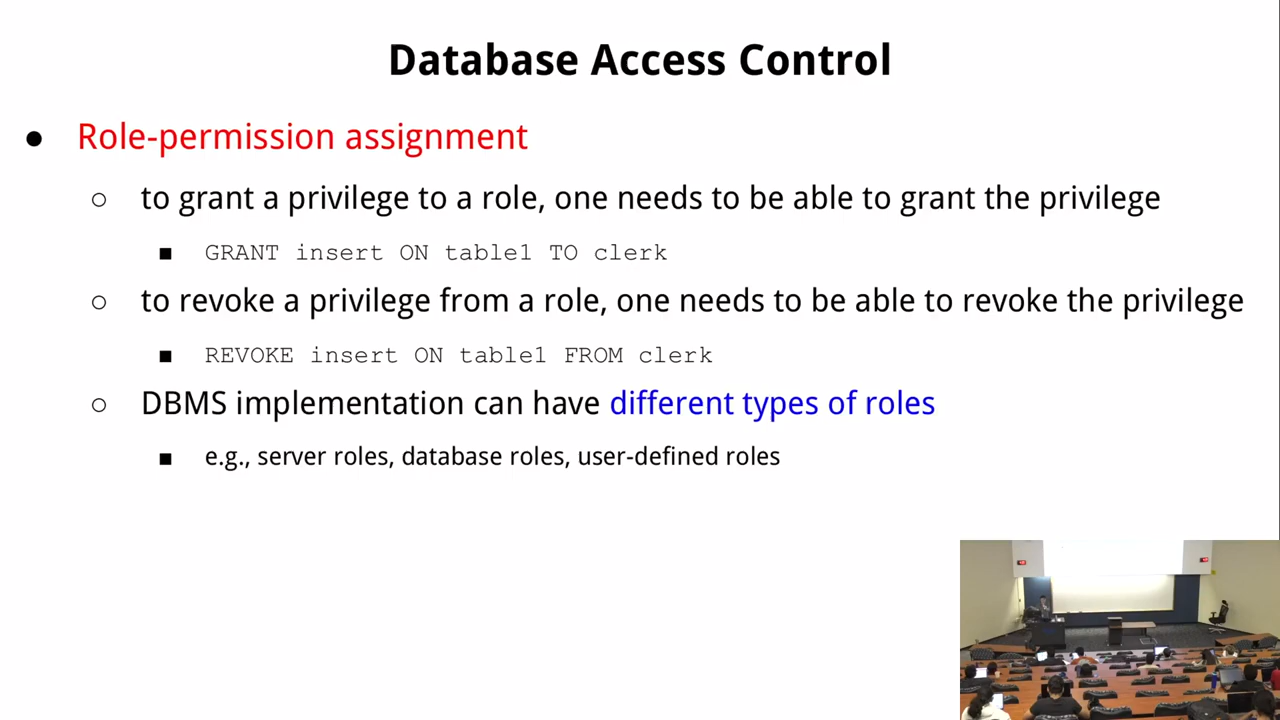 Database Access Control
● Role-permission assignment
○ to grant a privilege to a role, one needs to be able to grant the privilege
■ GRANT insert ON table1 TO clerk
○ to revoke a privilege from a role, one needs to be able to revoke the privilege
■ REVOKE insert ON table1 FROM clerk
○ DBMS implementation can have different types of roles
■ e.g., server roles, database roles, user-defined roles